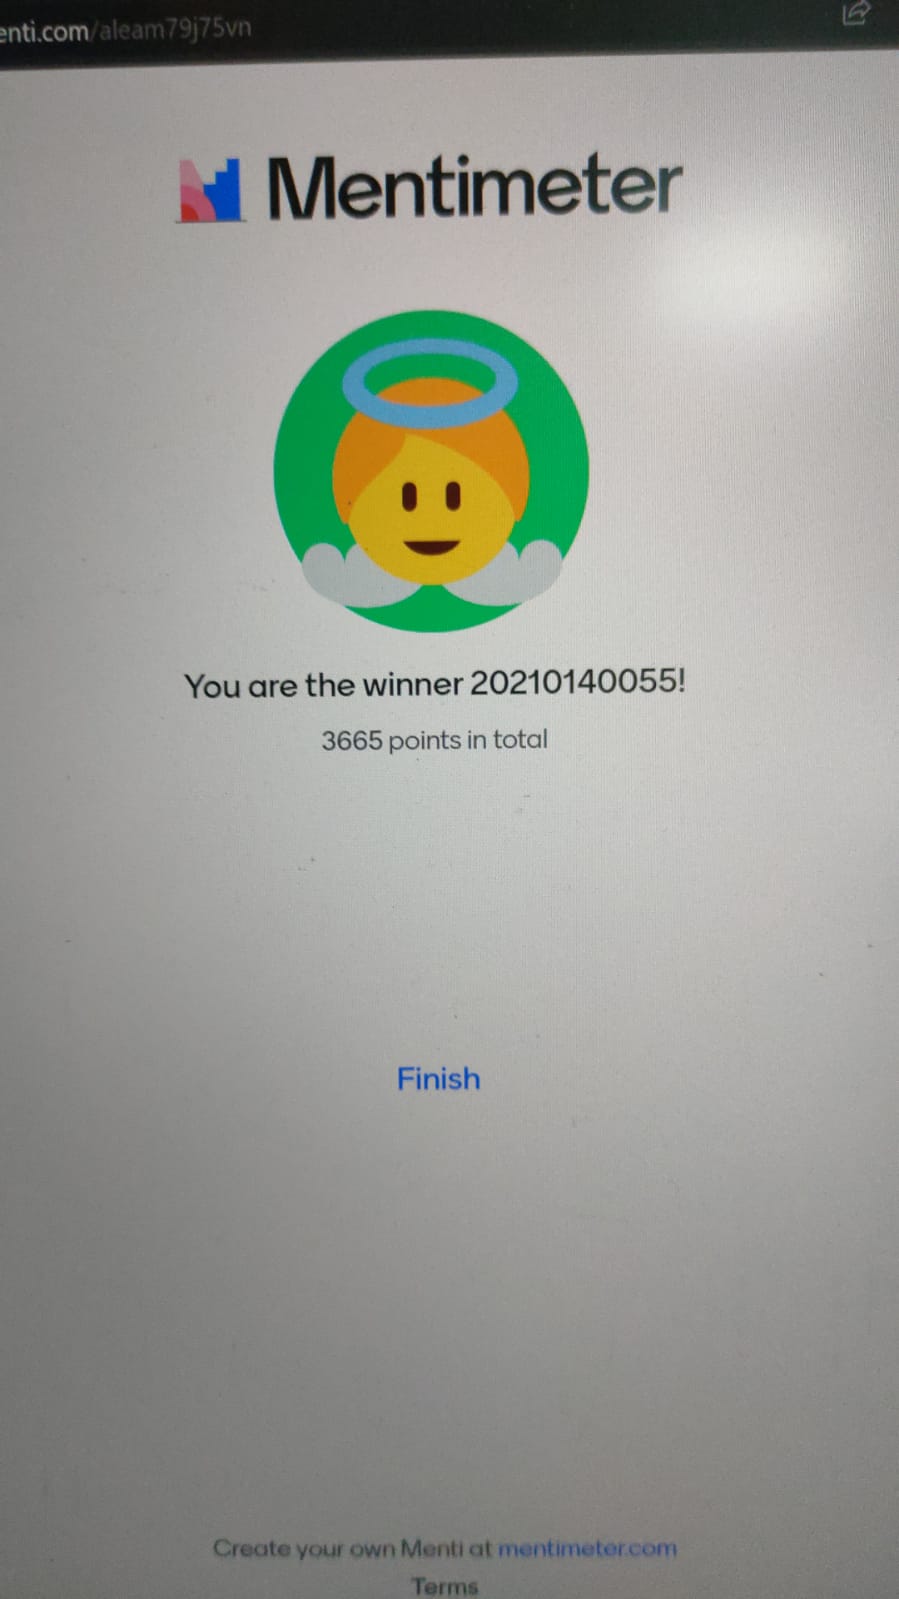 enti.com/aleam79j75vn
Mentimeter
You are the winner 20210140055!
3665 points in total
Finish
Create your own Menti at mentimeter.com
Terms